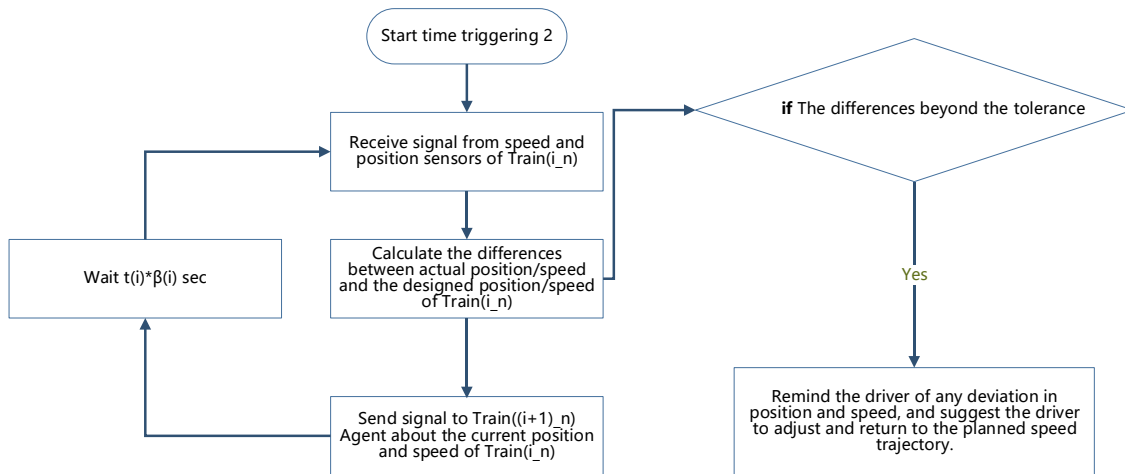 Start time triggering 2
Receive signal from speed and
position sensors of Train(i_n)
Calculate the differences
between actual position/speed
and the designed position/speed
of Train(i_n)
Send signal to Train((i+1)_n)
Agent about the current position
and speed of Train(i_n)
Wait t(i)*β(i) sec
if The differences beyond the tolerance
Yes
Remind the driver of any deviation in
position and speed, and suggest the driver
to adjust and return to the planned speed
trajectory.